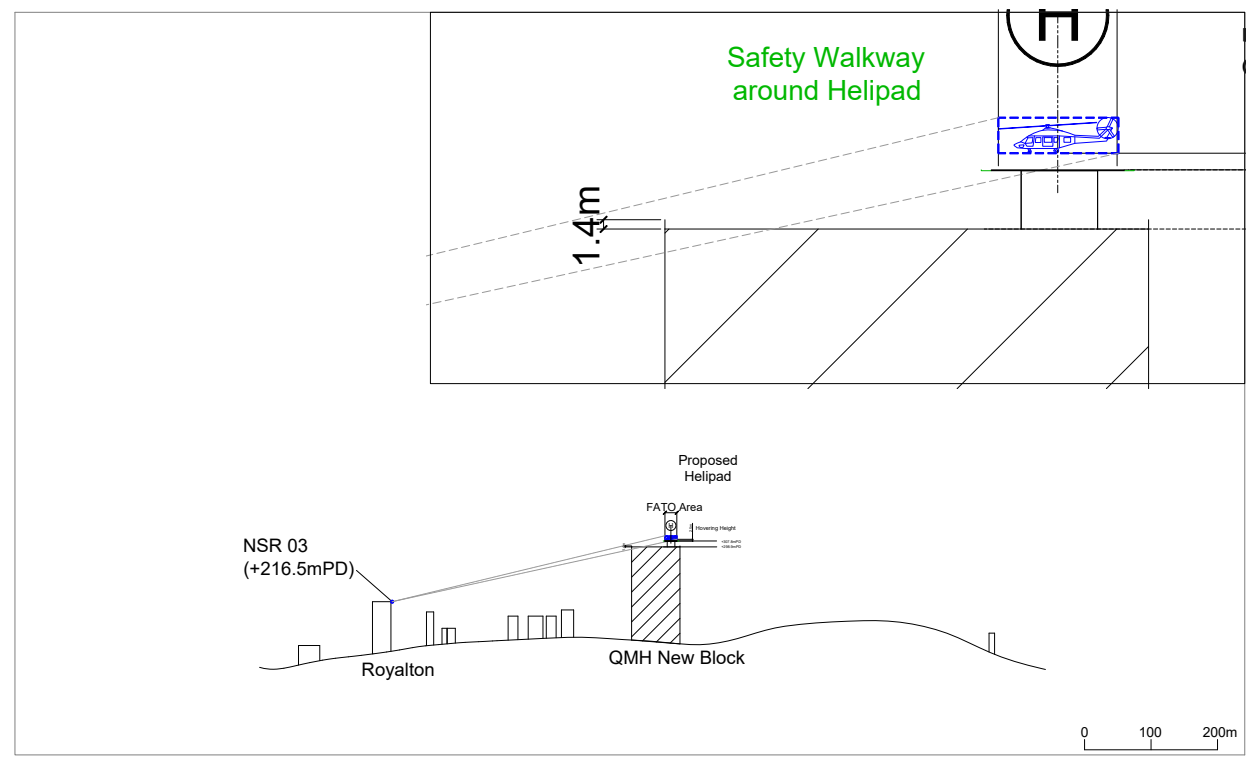 H
Safety Walkway
around Helipad
1.4m
Proposed
Helipad
FATO Area
H
Hovering Height
NSR 03
(+216.5mPD)
QMH New Block
Royalton
0 100 200m